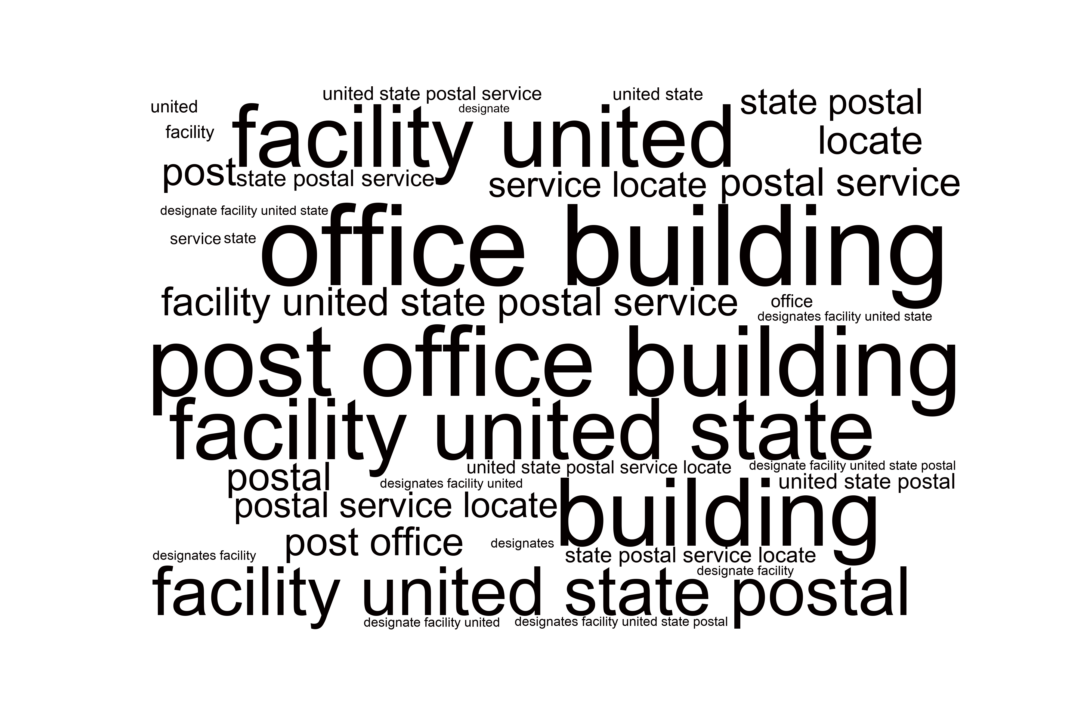 united state postal service
united state
state postal
united
designate
facility united
facility
locate
post
state postal service
service locate
postal service
designate facility united state
service
state
office building
facility united state postal service
office
designates facility united state
post office building
facility united state
postal
united state postal service locate
designate facility united state postal
designates facility united
united state postal
postal service locate
building
post office
designates
designates facility
state postal service locate
designate facility
facility united state postal
designate facility united
designates facility united state postal